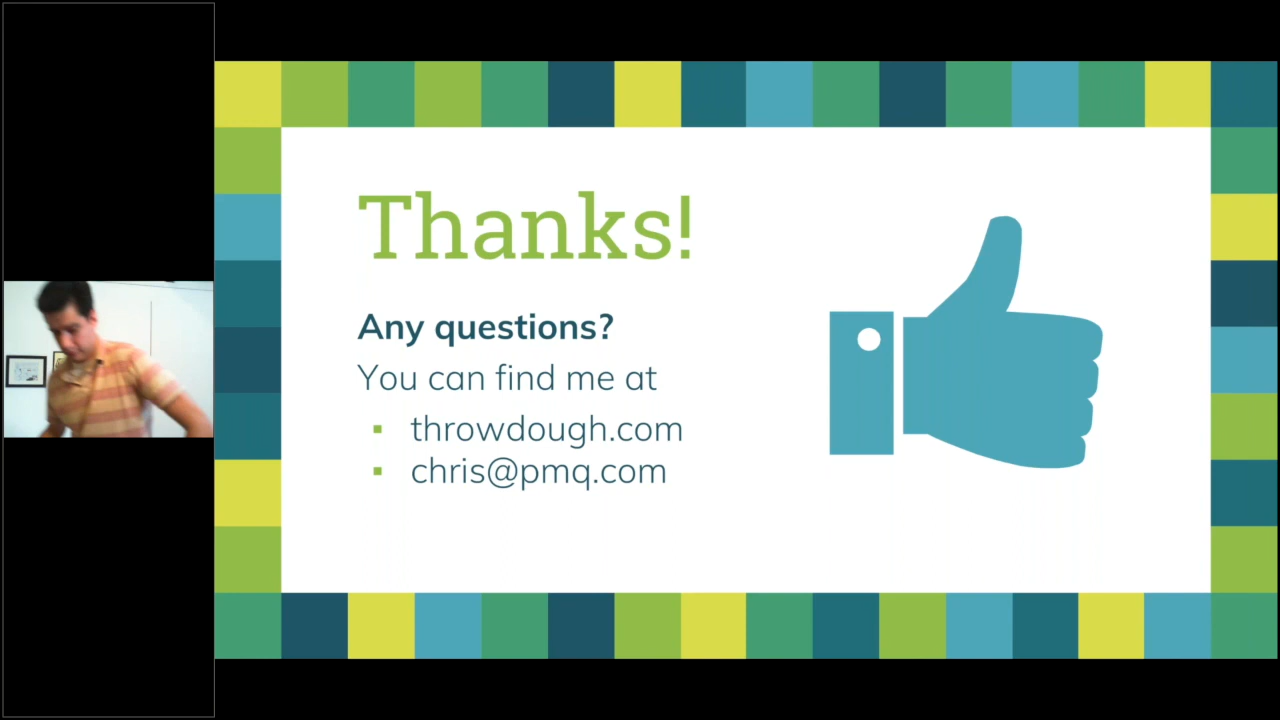 Thanks!
Any questions?
You can find me at
throwdough.com
chris@pmq.com